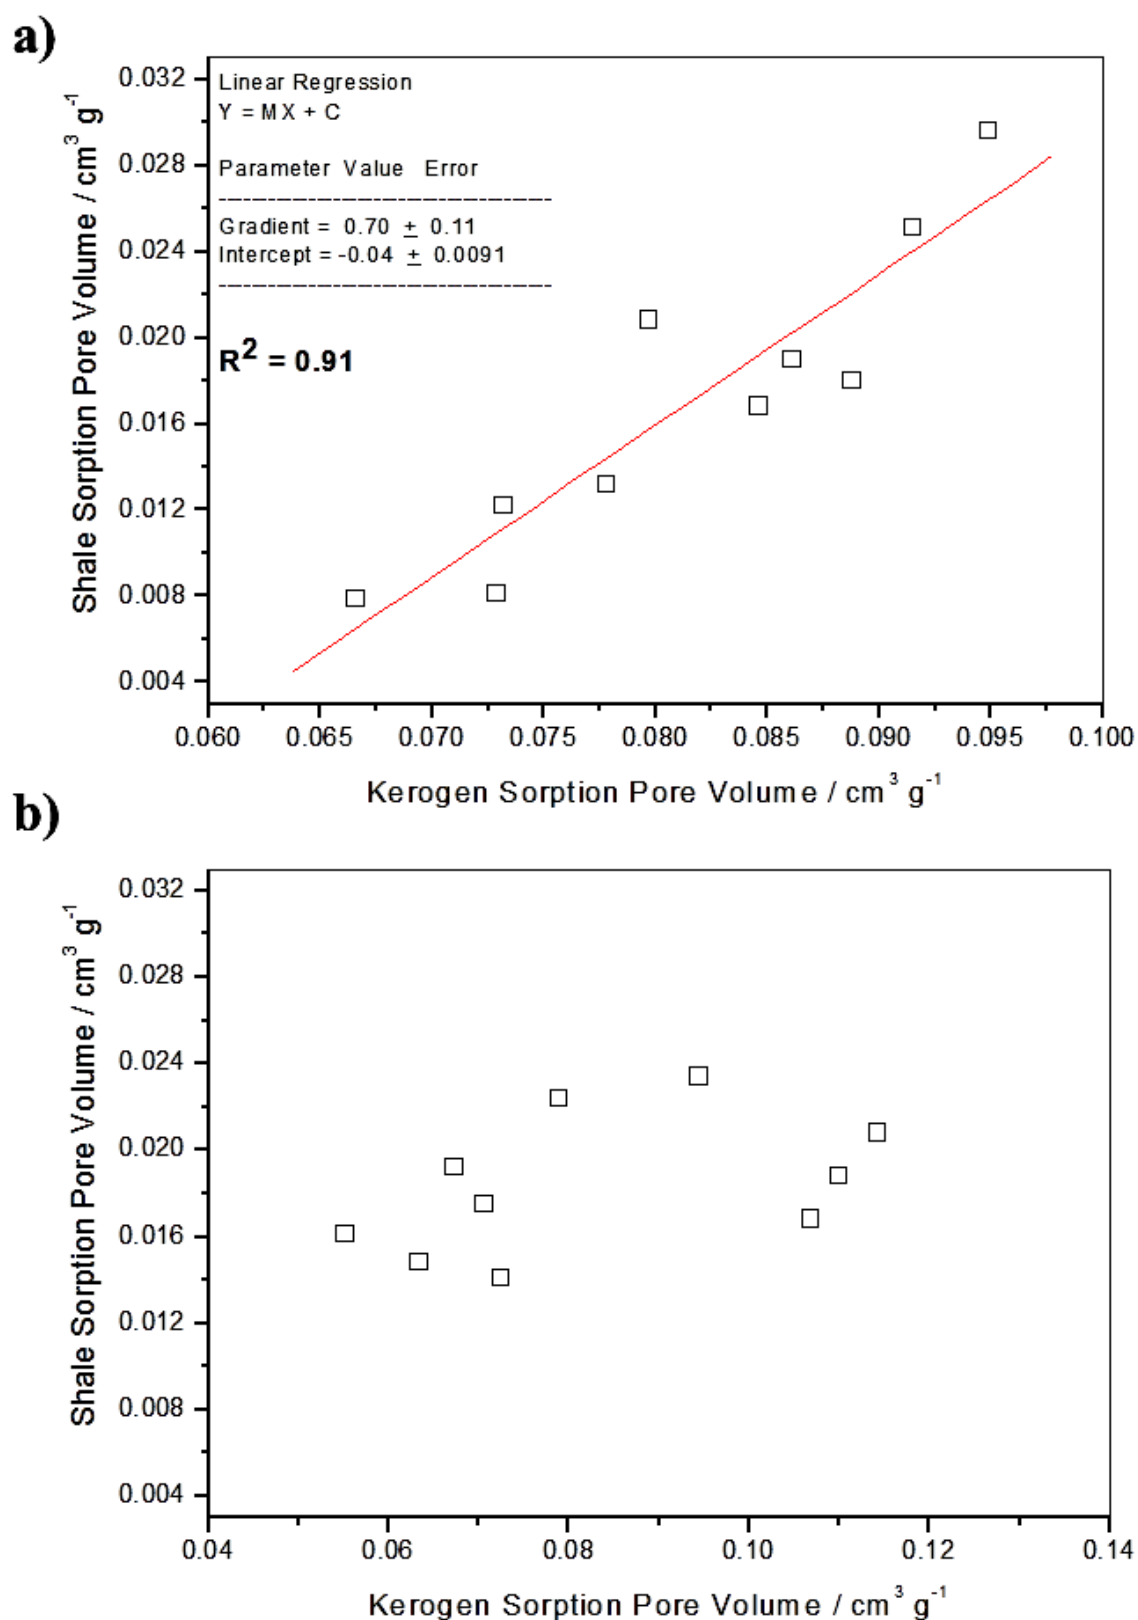 a)
Shale Sorption Pore Volume / cm³ g⁻¹
0.032
0.028
0.024
0.020
0.016
0.012
0.008
0.004
Linear Regression
Y = MX + C
Parameter Value Error
----------------------------------
Gradient = 0.70 ± 0.11
Intercept = -0.04 ± 0.0091
----------------------------------
R² = 0.91
0.060 0.065 0.070 0.075 0.080 0.085 0.090 0.095 0.100
Kerogen Sorption Pore Volume / cm³ g⁻¹
b)
Shale Sorption Pore Volume / cm³ g⁻¹
0.032
0.028
0.024
0.020
0.016
0.012
0.008
0.004
0.04 0.06 0.08 0.10 0.12 0.14
Kerogen Sorption Pore Volume / cm³ g⁻¹